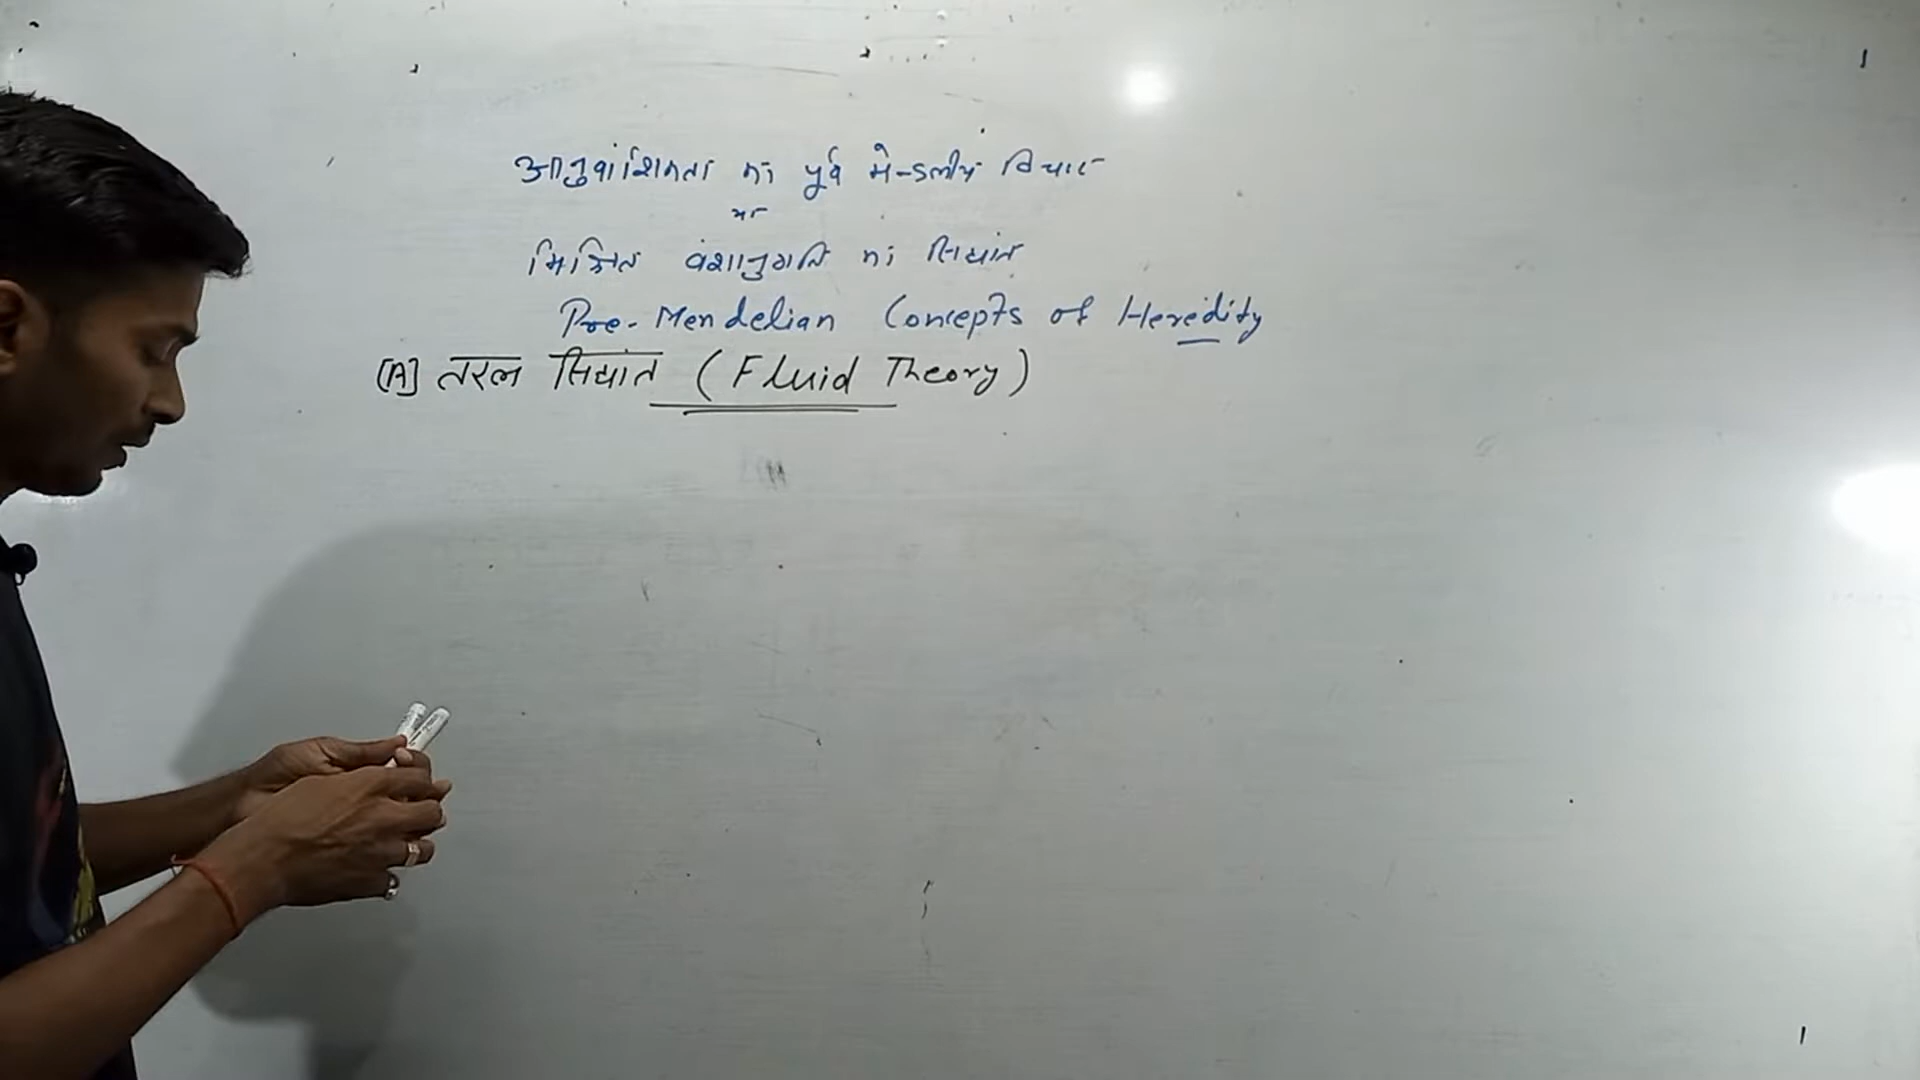 आनुवांशिकता का पूर्व मेन्डलीय विचार
या
मिश्रित वंशानुगति का सिधांत
Pre-Mendelian Concepts of Heredity
[A] तरल सिधांत (Fluid Theory)